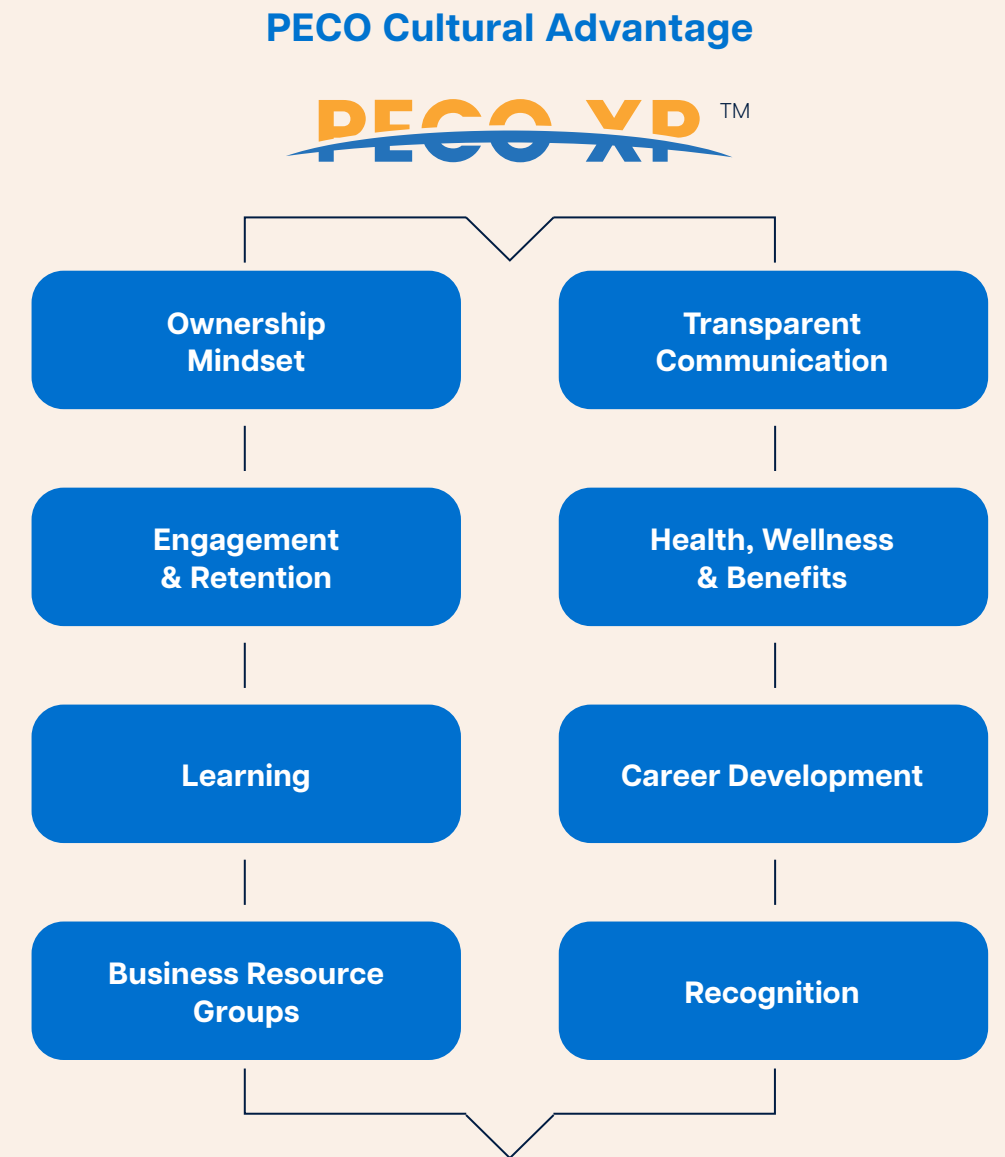 PECO Cultural Advantage
PECO XP TM
Ownership
Mindset
Transparent
Communication
Engagement
& Retention
Health, Wellness
& Benefits
Learning
Career Development
Business Resource
Groups
Recognition